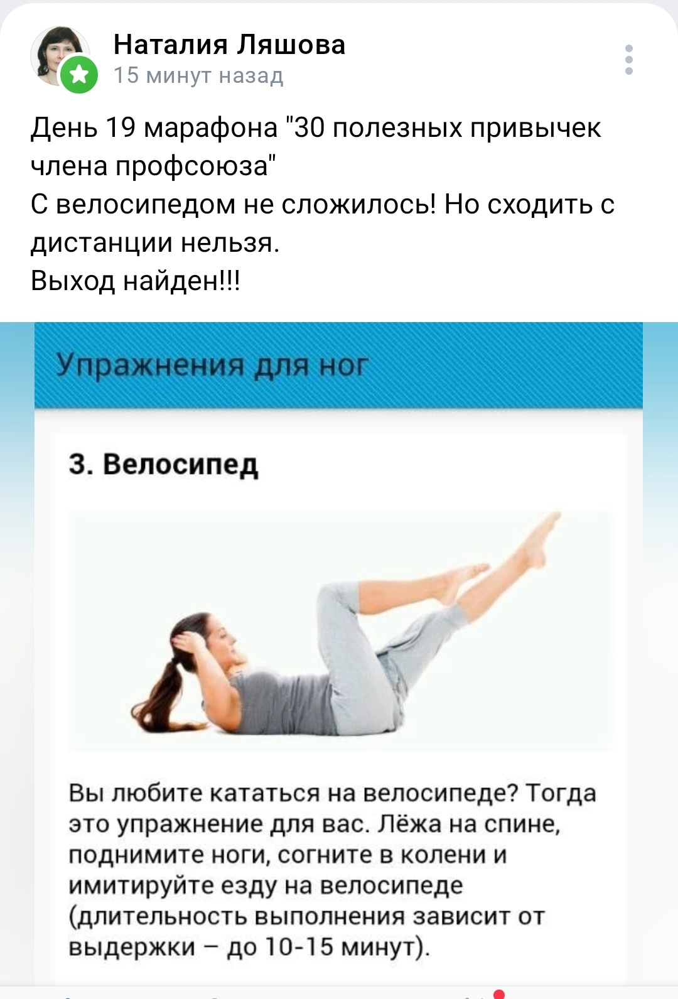 Наталия Ляшова
15 минут назад
День 19 марафона "30 полезных привычек
члена профсоюза"
С велосипедом не сложилось! Но сходить с
дистанции нельзя.
Выход найден!!!
Упражнения для ног
3. Велосипед
Вы любите кататься на велосипеде? Тогда
это упражнение для вас. Лёжа на спине,
поднимите ноги, согните в колени и
имитируйте езду на велосипеде
(длительность выполнения зависит от
выдержки – до 10-15 минут).